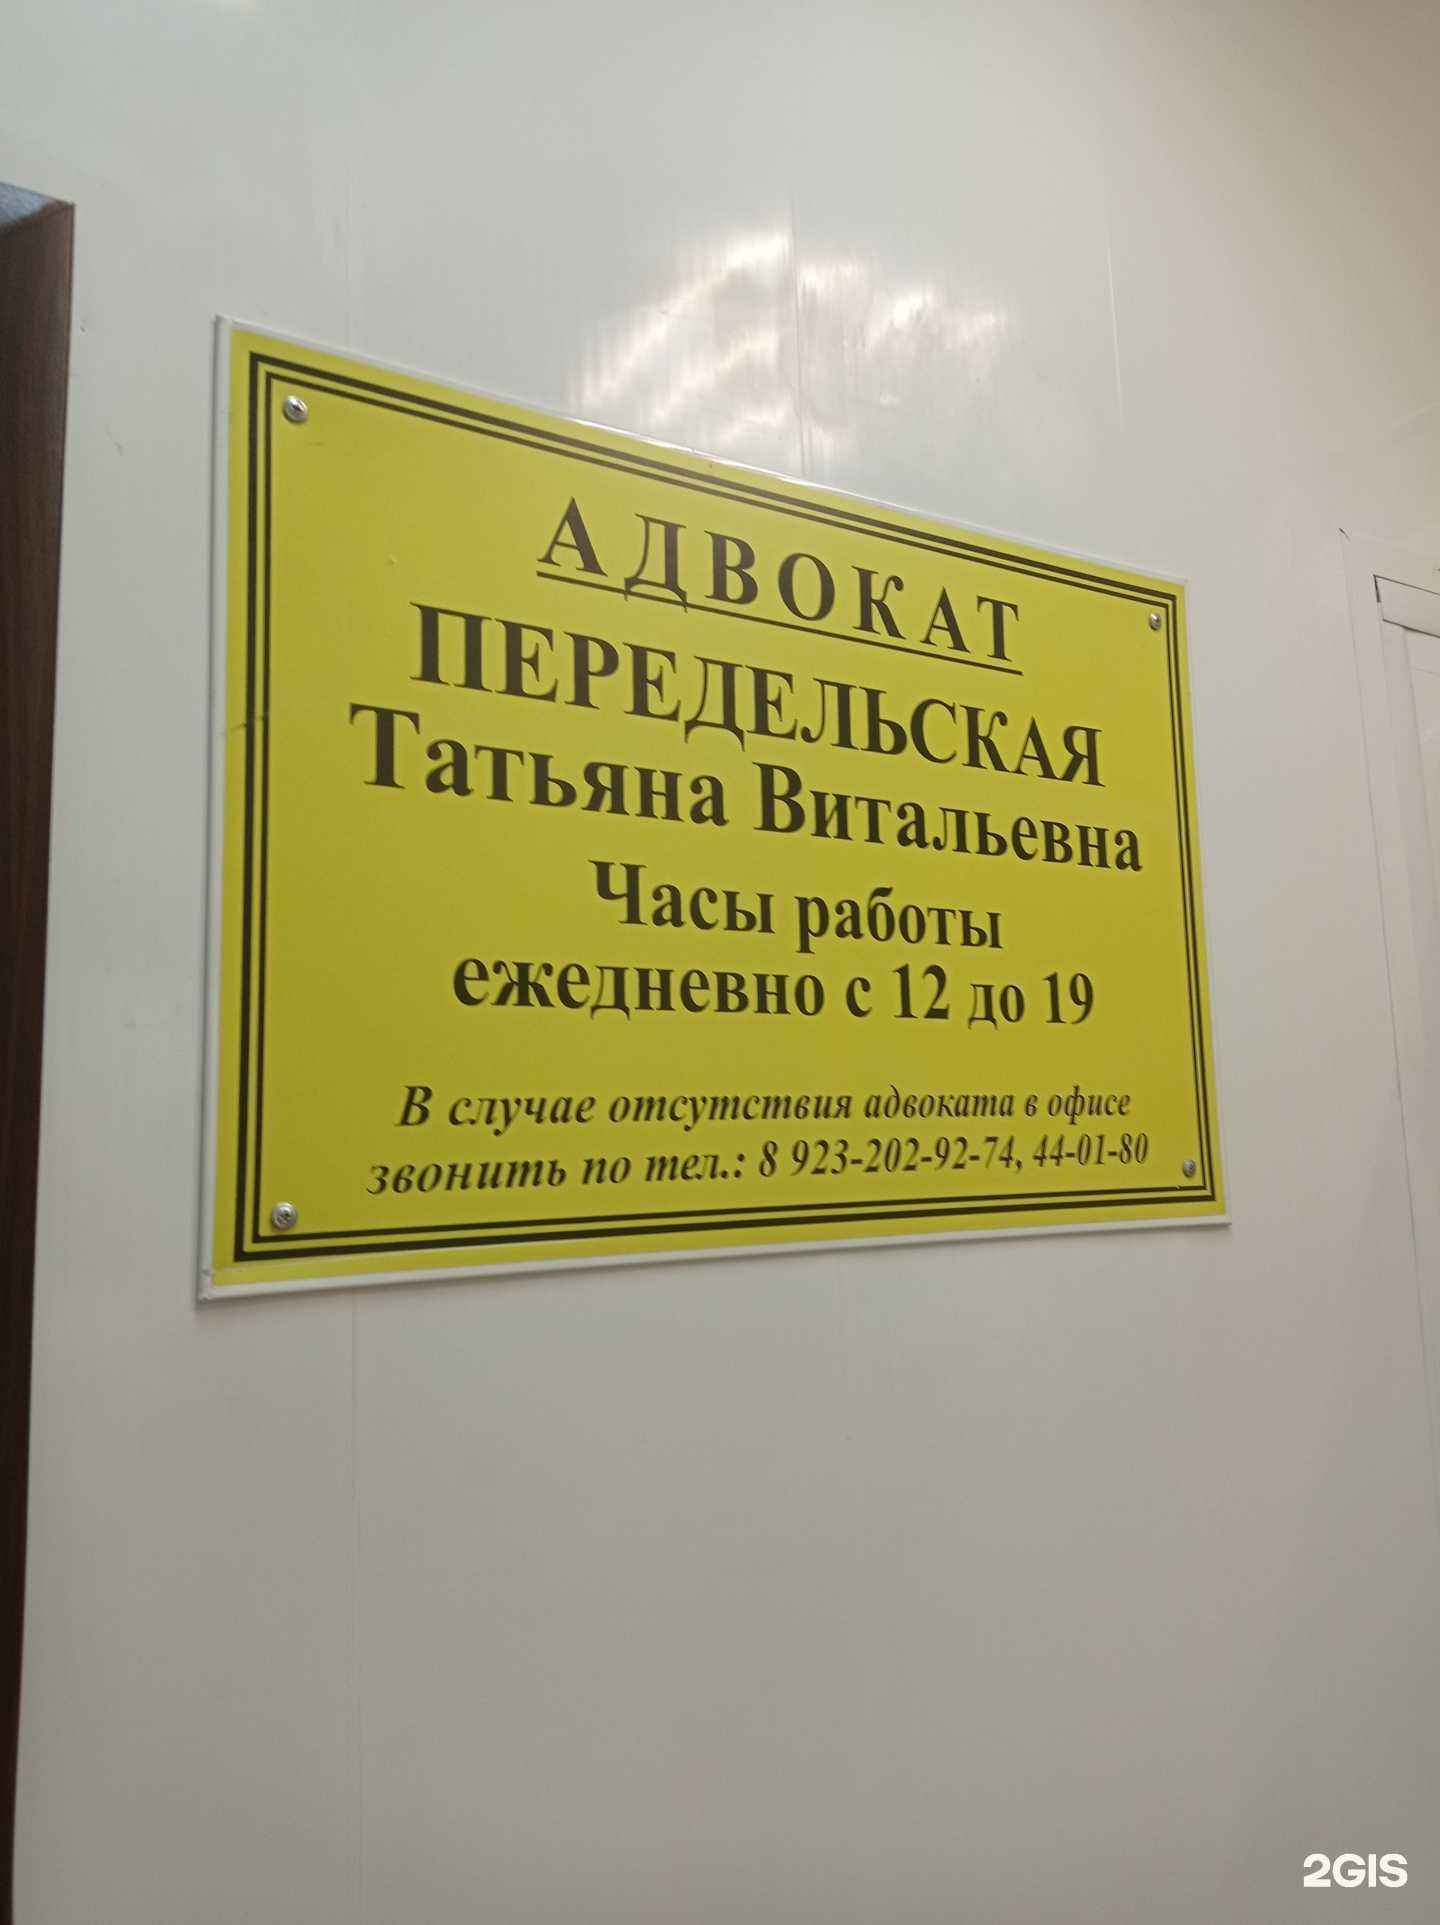 АДВОКАТ
ПЕРЕДЕЛЬСКАЯ
Татьяна Витальевна
Часы работы
ежедневно с 12 до 19
В случае отсутствия адвоката в офисе
звонить по тел.: 8 923-202-92-74, 44-01-80
2GIS